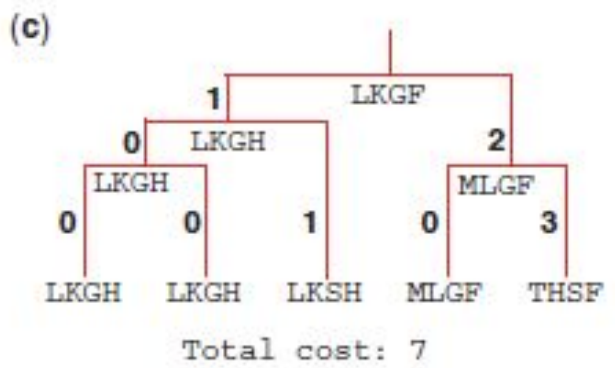 (c)
LKGF
1
LKGH
0
2
LKGH
MLGF
0 0 1 0 3
LKGH LKGH LKSH MLGF THSF
Total cost: 7